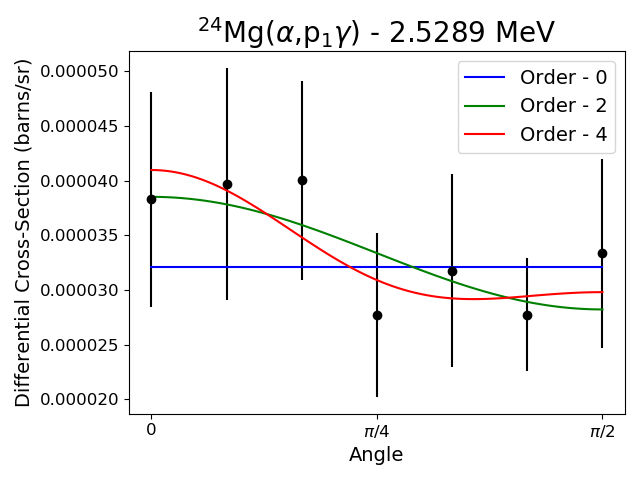 ²⁴Mg(α,p₁γ) - 2.5289 MeV
Differential Cross-Section (barns/sr)
0.000050
0.000045
0.000040
0.000035
0.000030
0.000025
0.000020
Order - 0
Order - 2
Order - 4
0
π/4
π/2
Angle